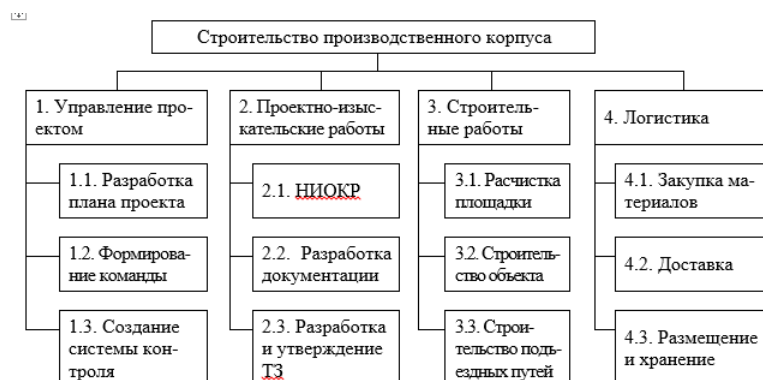 Строительство производственного корпуса
1. Управление про-
ектом
2. Проектно-изыс-
кательские работы
3. Строитель-
ные работы
4. Логистика
1.1. Разработка
плана проекта
2.1. НИОКР
3.1. Расчистка
площадки
4.1. Закупка ма-
териалов
1.2. Формирова-
ние команды
2.2. Разработка
документации
3.2. Строитель-
ство объекта
4.2. Доставка
1.3. Создание
системы кон-
троля
2.3. Разработка
и утверждение
ТЗ
3.3. Строи-
тельство подъ-
ездных путей
4.3. Размещение
и хранение